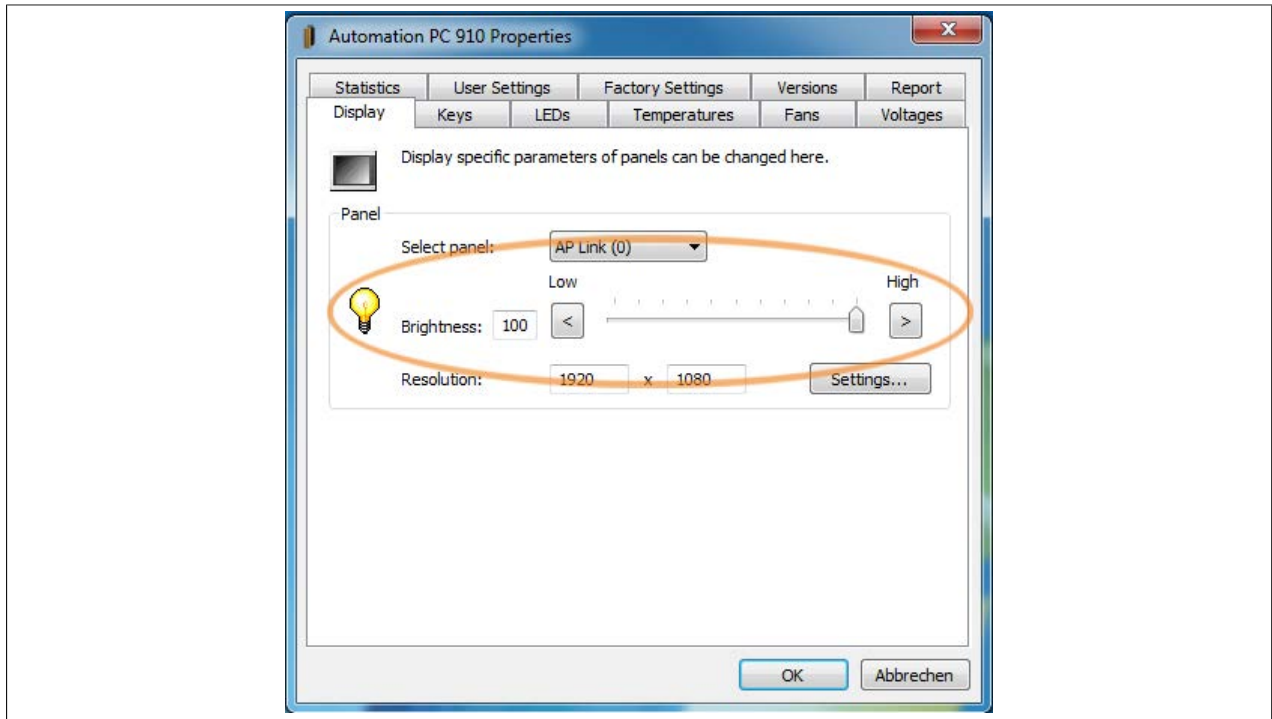 Automation PC 910 Properties
Statistics User Settings Factory Settings Versions Report
Display Keys LEDs Temperatures Fans Voltages
Display specific parameters of panels can be changed here.
Panel
Select panel: AP Link (0)
Low High
Brightness: 100 < >
Resolution: 1920 x 1080 Settings...
OK Abbrechen